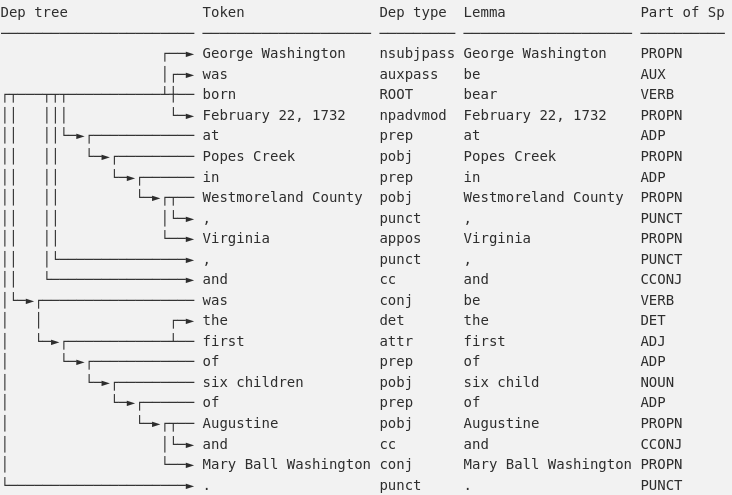 Dep tree Token Dep type Lemma Part of Sp
George Washington nsubjpass George Washington PROPN
was auxpass be AUX
born ROOT bear VERB
February 22, 1732 npadvmod February 22, 1732 PROPN
at prep at ADP
Popes Creek pobj Popes Creek PROPN
in prep in ADP
Westmoreland County pobj Westmoreland County PROPN
, punct , PUNCT
Virginia appos Virginia PROPN
, punct , PUNCT
and cc and CCONJ
was conj be VERB
the det the DET
first attr first ADJ
of prep of ADP
six children pobj six child NOUN
of prep of ADP
Augustine pobj Augustine PROPN
and cc and CCONJ
Mary Ball Washington conj Mary Ball Washington PROPN
. punct . PUNCT